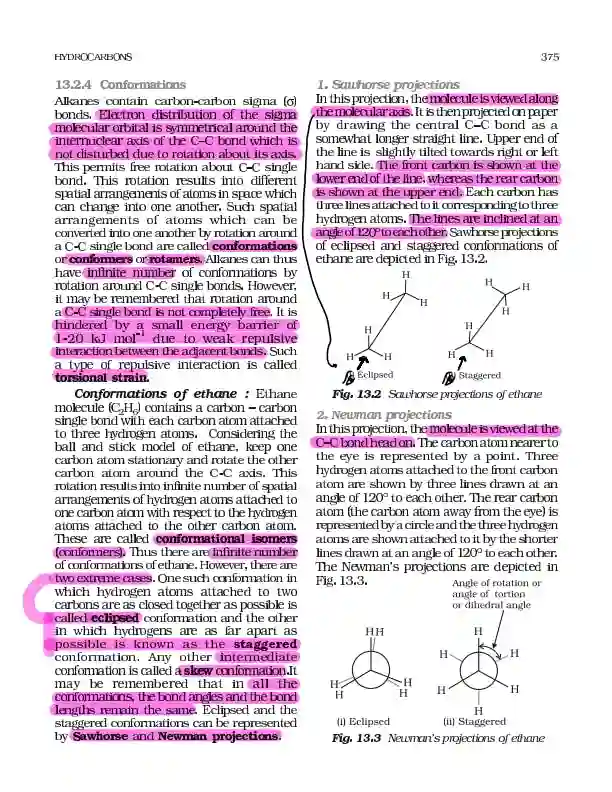 HYDROCARBONS
375
13.2.4 Conformations
Alkanes contain carbon-carbon sigma (σ)
bonds. Electron distribution of the sigma
molecular orbital is symmetrical around the
internuclear axis of the C–C bond which is
not disturbed due to rotation about its axis.
This permits free rotation about C–C single
bond. This rotation results into different
spatial arrangements of atoms in space which
can change into one another. Such spatial
arrangements of atoms which can be
converted into one another by rotation around
a C-C single bond are called conformations
or conformers or rotamers. Alkanes can thus
have infinite number of conformations by
rotation around C-C single bonds. However,
it may be remembered that rotation around
a C-C single bond is not completely free. It is
hindered by a small energy barrier of
1-20 kJ mol⁻¹ due to weak repulsive
interaction between the adjacent bonds. Such
a type of repulsive interaction is called
torsional strain.
Conformations of ethane : Ethane
molecule (C₂H₆) contains a carbon – carbon
single bond with each carbon atom attached
to three hydrogen atoms. Considering the
ball and stick model of ethane, keep one
carbon atom stationary and rotate the other
carbon atom around the C-C axis. This
rotation results into infinite number of spatial
arrangements of hydrogen atoms attached to
one carbon atom with respect to the hydrogen
atoms attached to the other carbon atom.
These are called conformational isomers
(conformers). Thus there are infinite number
of conformations of ethane. However, there are
two extreme cases. One such conformation in
which hydrogen atoms attached to two
carbons are as closed together as possible is
called eclipsed conformation and the other
in which hydrogens are as far apart as
possible is known as the staggered
conformation. Any other intermediate
conformation is called a skew conformation.It
may be remembered that in all the
conformations, the bond angles and the bond
lengths remain the same. Eclipsed and the
staggered conformations can be represented
by Sawhorse and Newman projections.
1. Sawhorse projections
In this projection, the molecule is viewed along
the molecular axis. It is then projected on paper
by drawing the central C–C bond as a
somewhat longer straight line. Upper end of
the line is slightly tilted towards right or left
hand side. The front carbon is shown at the
lower end of the line, whereas the rear carbon
is shown at the upper end. Each carbon has
three lines attached to it corresponding to three
hydrogen atoms. The lines are inclined at an
angle of 120° to each other. Sawhorse projections
of eclipsed and staggered conformations of
ethane are depicted in Fig. 13.2.
H
H
H
H
H
H
Eclipsed
H
H
H
H
H
H
Staggered
Fig. 13.2 Sawhorse projections of ethane
2. Newman projections
In this projection, the molecule is viewed at the
C–C bond head on. The carbon atom nearer to
the eye is represented by a point. Three
hydrogen atoms attached to the front carbon
atom are shown by three lines drawn at an
angle of 120° to each other. The rear carbon
atom (the carbon atom away from the eye) is
represented by a circle and the three hydrogen
atoms are shown attached to it by the shorter
lines drawn at an angle of 120° to each other.
The Newman's projections are depicted in
Fig. 13.3.
Angle of rotation or
angle of tortion
or dihedral angle
HH
H
H
H
H
(i) Eclipsed
H
H
H
H
H
H
(ii) Staggered
Fig. 13.3 Newman's projections of ethane